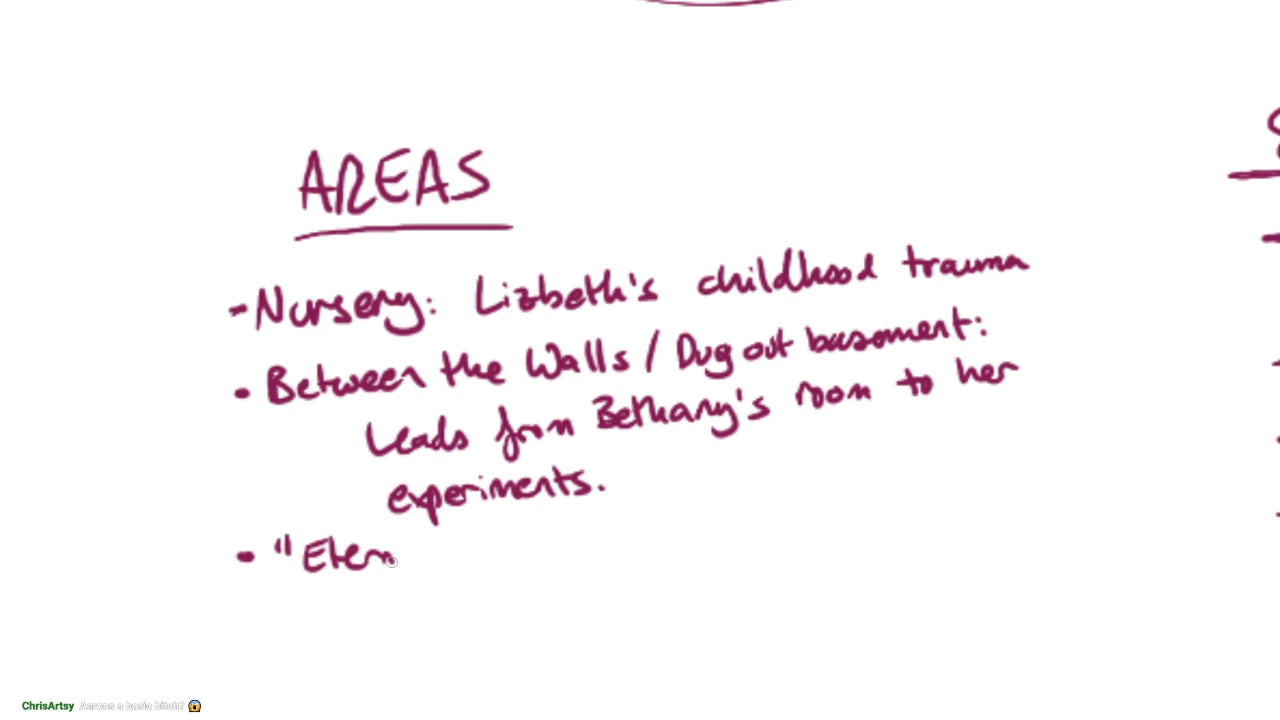 AREAS
- Nursery: Lizbeth's childhood trauma
• Between the Walls / Dug out basement:
Leads from Bethany's room to her
experiments.
• "Etern
ChrisArtsy Aarons a basic bitch? 😱